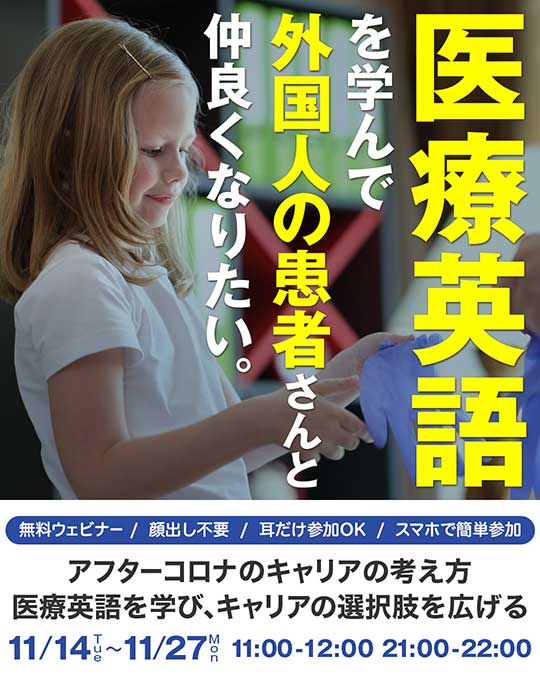 医療英語
を学んで
外国人の患者さんと
仲良くなりたい。
無料ウェビナー / 顔出し不要 / 耳だけ参加OK / スマホで簡単参加
アフターコロナのキャリアの考え方
医療英語を学び、キャリアの選択肢を広げる
11/14 Tue ~ 11/27 Mon 11:00-12:00 21:00-22:00